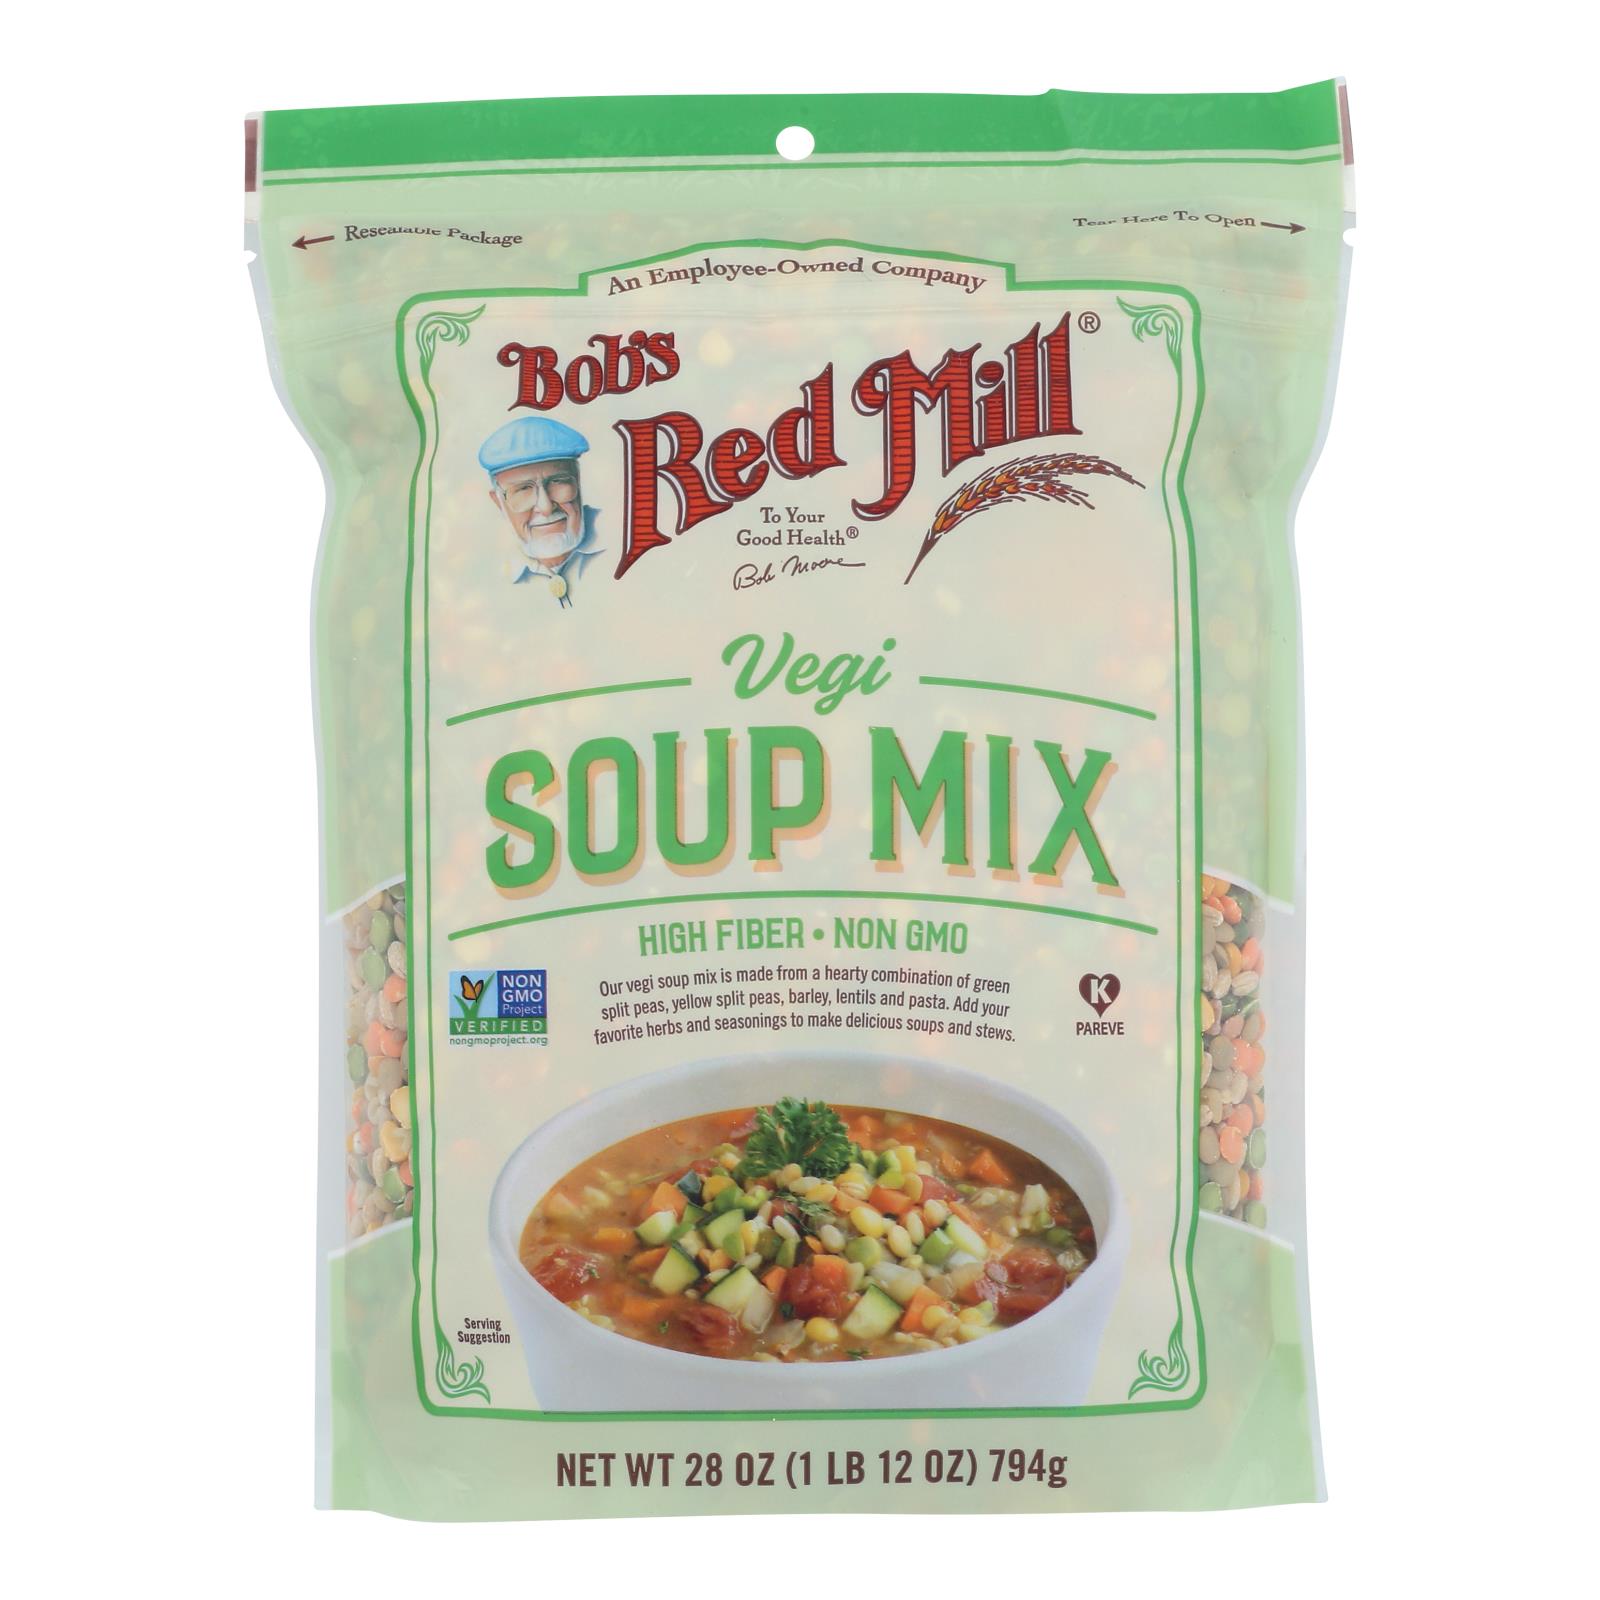 ← Resealable Package
Tear Here To Open →
An Employee-Owned Company
Bob's
Red Mill®
To Your
Good Health®
Bob Moore
Vegi
SOUP MIX
HIGH FIBER • NON GMO
Our vegi soup mix is made from a hearty combination of green
split peas, yellow split peas, barley, lentils and pasta. Add your
favorite herbs and seasonings to make delicious soups and stews.
NON
GMO
Project
VERIFIED
nongmoproject.org
K
PAREVE
Serving
Suggestion
NET WT 28 OZ (1 LB 12 OZ) 794g